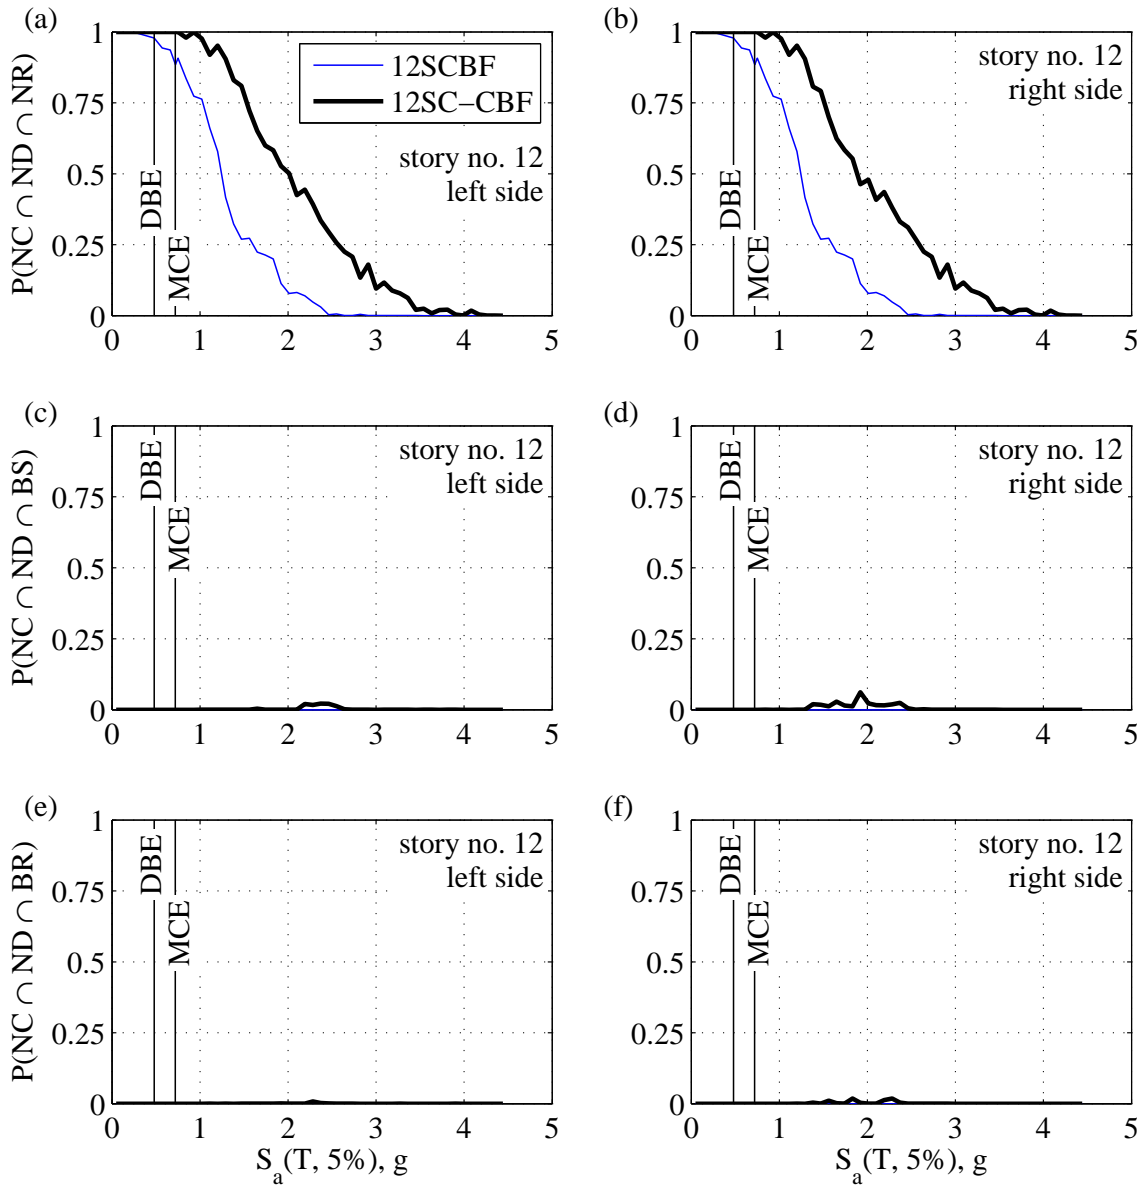 (a)
P(NC ∩ ND ∩ NR)
1
0.75
0.5
0.25
0
0 1 2 3 4 5
DBE
MCE
12SCBF
12SC−CBF
story no. 12
left side
(b)
1
0.75
0.5
0.25
0
0 1 2 3 4 5
DBE
MCE
story no. 12
right side
(c)
P(NC ∩ ND ∩ BS)
1
0.75
0.5
0.25
0
0 1 2 3 4 5
DBE
MCE
story no. 12
left side
(d)
1
0.75
0.5
0.25
0
0 1 2 3 4 5
DBE
MCE
story no. 12
right side
(e)
P(NC ∩ ND ∩ BR)
1
0.75
0.5
0.25
0
0 1 2 3 4 5
DBE
MCE
story no. 12
left side
S_a(T, 5%), g
(f)
1
0.75
0.5
0.25
0
0 1 2 3 4 5
DBE
MCE
story no. 12
right side
S_a(T, 5%), g